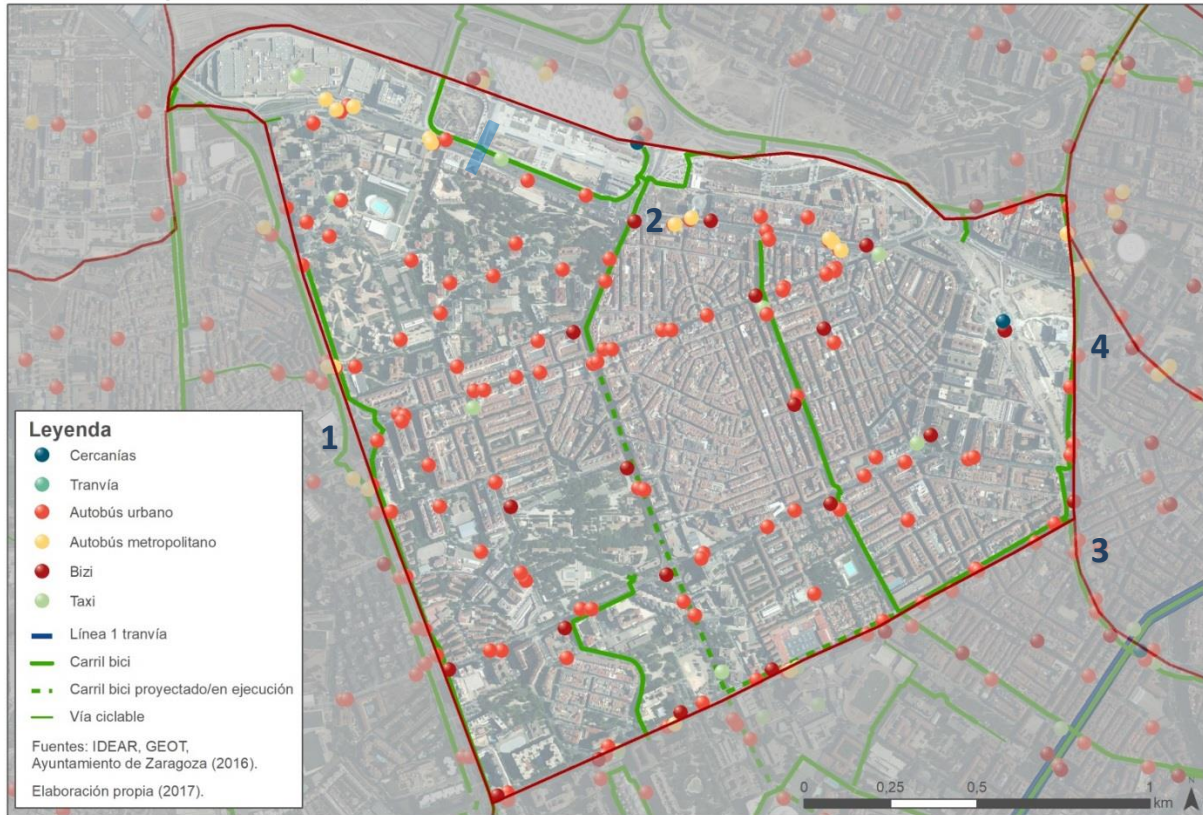 2
4
1
3
Leyenda
Cercanías
Tranvía
Autobús urbano
Autobús metropolitano
Bizi
Taxi
Línea 1 tranvía
Carril bici
Carril bici proyectado/en ejecución
Vía ciclable
Fuentes: IDEAR, GEOT,
Ayuntamiento de Zaragoza (2016).
Elaboración propia (2017).
0 0,25 0,5 1
km
N